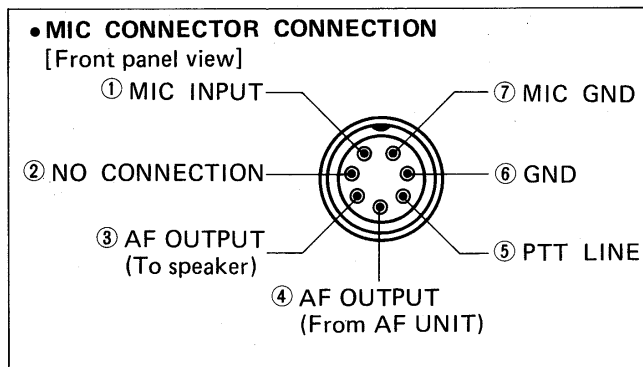 • MIC CONNECTOR CONNECTION
[Front panel view]
① MIC INPUT
② NO CONNECTION
③ AF OUTPUT
(To speaker)
④ AF OUTPUT
(From AF UNIT)
⑤ PTT LINE
⑥ GND
⑦ MIC GND